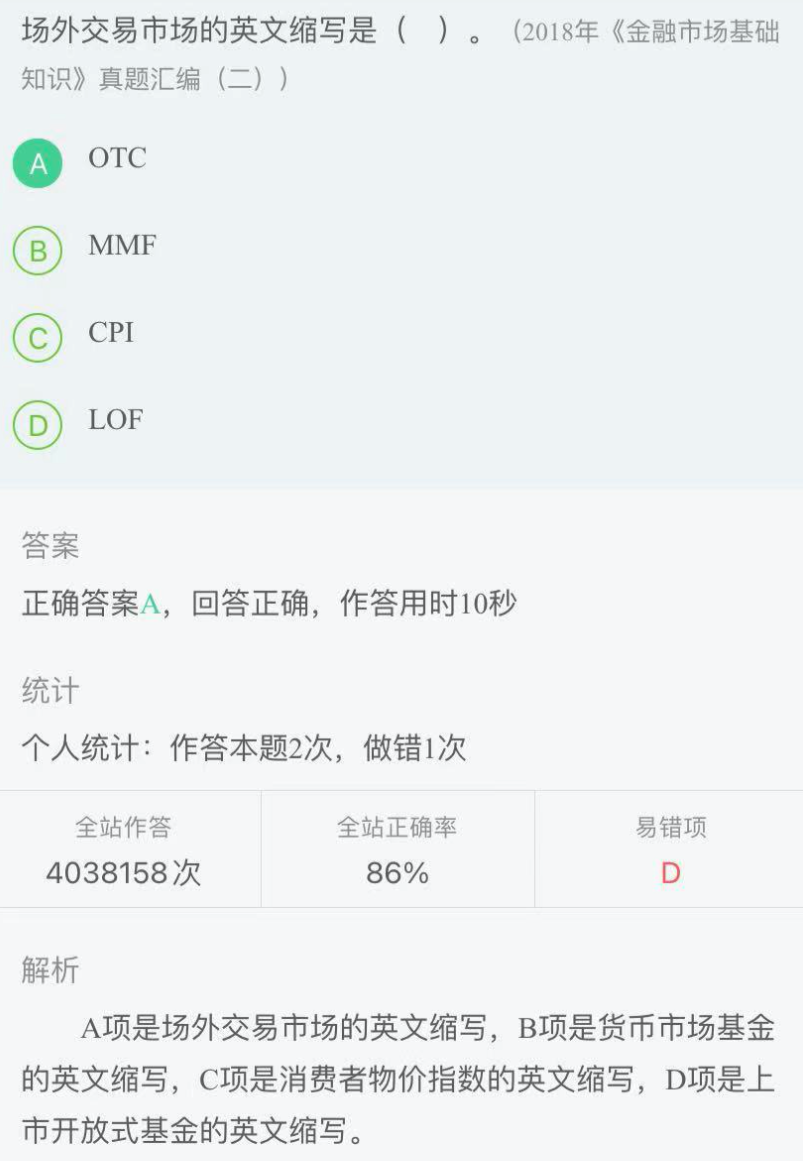 场外交易市场的英文缩写是（ ）。（2018年《金融市场基础
知识》真题汇编（二））
A OTC
B MMF
C CPI
D LOF
答案
正确答案A，回答正确，作答用时10秒
统计
个人统计：作答本题2次，做错1次
全站作答 全站正确率 易错项
4038158次 86% D
解析
A项是场外交易市场的英文缩写，B项是货币市场基金
的英文缩写，C项是消费者物价指数的英文缩写，D项是上
市开放式基金的英文缩写。